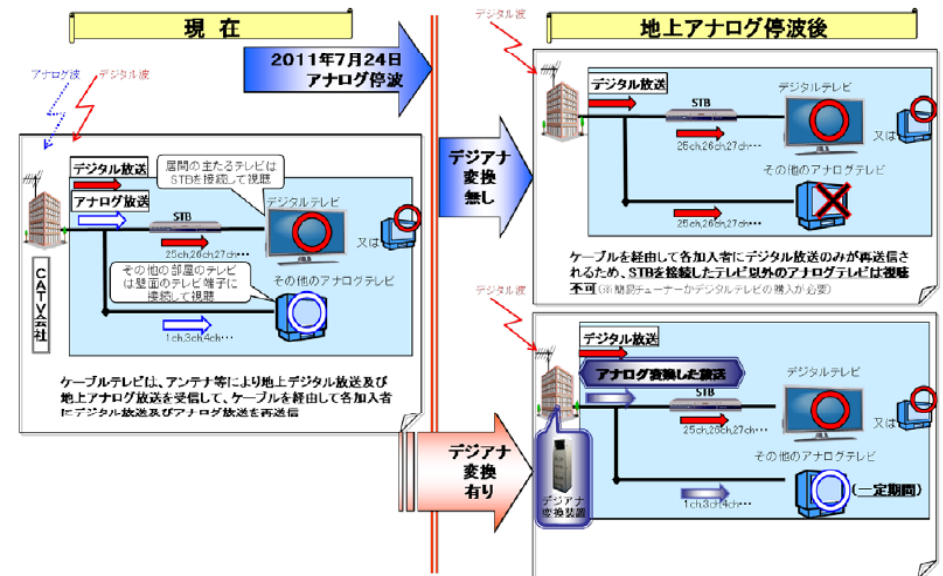 現 在
2011年7月24日
アナログ停波
アナログ波
デジタル波
デジタル放送
アナログ放送
居間の主たるテレビは
STBを接続して視聴
STB
デジタルテレビ
又は
25ch,26ch,27ch・・・
その他の部屋のテレビ
は壁面のテレビ端子に
接続して視聴
その他のアナログテレビ
1ch,3ch,4ch・・・
CATV会社
ケーブルテレビは、アンテナ等により地上デジタル放送及び
地上アナログ放送を受信して、ケーブルを経由して各加入者
にデジタル放送及びアナログ放送を再送信
デジアナ
変換
無し
デジアナ
変換
有り
地上アナログ停波後
デジタル波
デジタル放送
STB
デジタルテレビ
又は
25ch,26ch,27ch・・・
その他のアナログテレビ
25ch,26ch,27ch・・・
ケーブルを経由して各加入者にデジタル放送のみが再送信さ
れるため、STBを接続したテレビ以外のアナログテレビは視聴
不可(※簡易チューナーかデジタルテレビの購入が必要)
デジタル波
デジタル放送
アナログ変換した放送
STB
デジタルテレビ
又は
25ch,26ch,27ch・・・
その他のアナログテレビ
1ch,3ch,4ch・・・
(一定期間)
デジアナ
変換装置